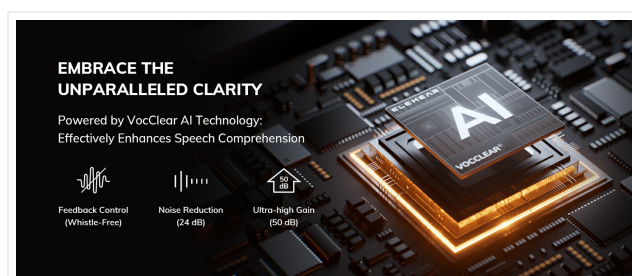 EMBRACE THE
UNPARALLELED CLARITY
Powered by VocClear AI Technology:
Effectively Enhances Speech Comprehension
50
dB
Feedback Control
(Whistle-Free)
Noise Reduction
(24 dB)
Ultra-high Gain
(50 dB)
ELEHEAR
AI
VOCCLEAR®